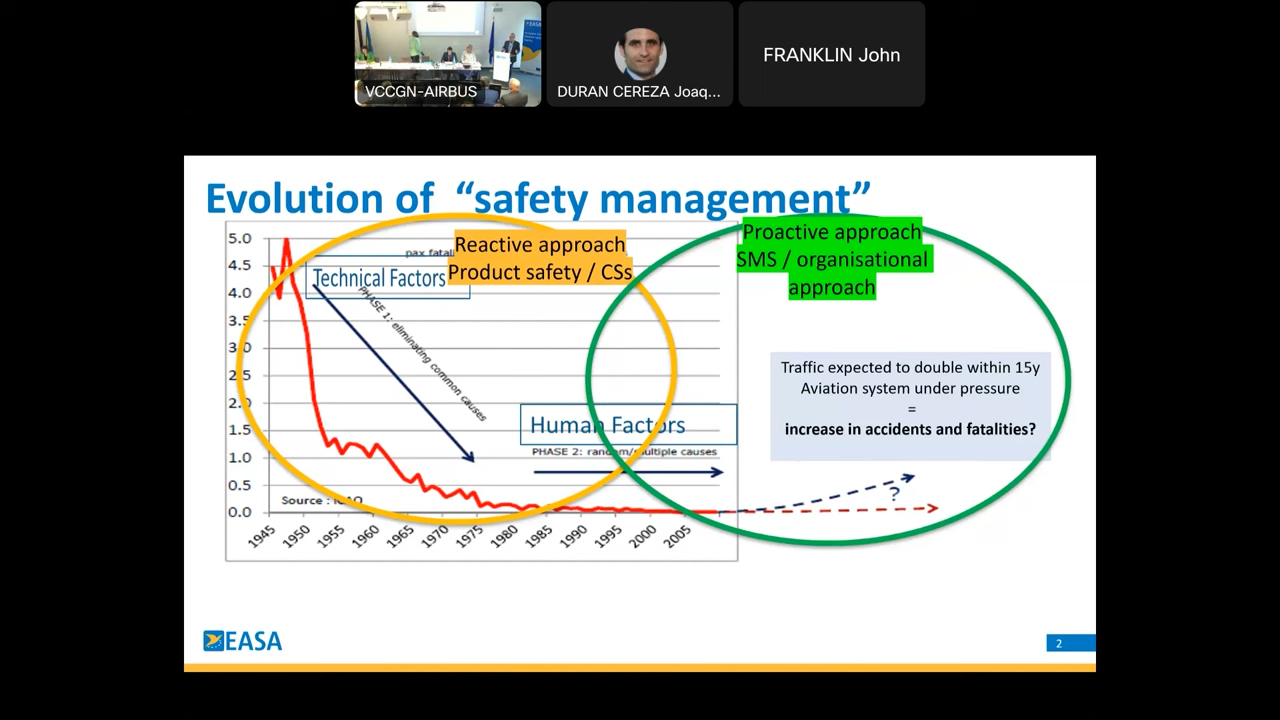 VCCGN-AIRBUS
DURAN CEREZA Joaq...
FRANKLIN John
Evolution of "safety management"
Reactive approach
Product safety / CSs
Proactive approach
SMS / organisational
approach
5.0
4.5
4.0
3.5
3.0
2.5
2.0
1.5
1.0
0.5
0.0
pax
Technical Factors
PHASE 1: eliminating common causes
Human Factors
PHASE 2: random/multiple causes
Traffic expected to double within 15y
Aviation system under pressure
=
increase in accidents and fatalities?
?
Source : ICAO
1945
1950
1955
1960
1965
1970
1975
1980
1985
1990
1995
2000
2005
EASA
2